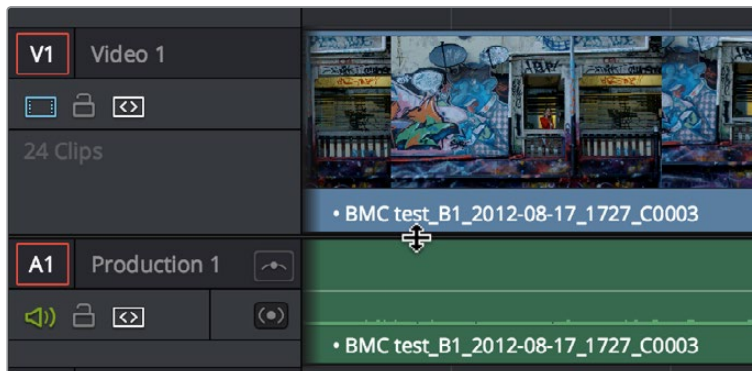 V1 Video 1
24 Clips
• BMC test_B1_2012-08-17_1727_C0003
A1 Production 1
• BMC test_B1_2012-08-17_1727_C0003